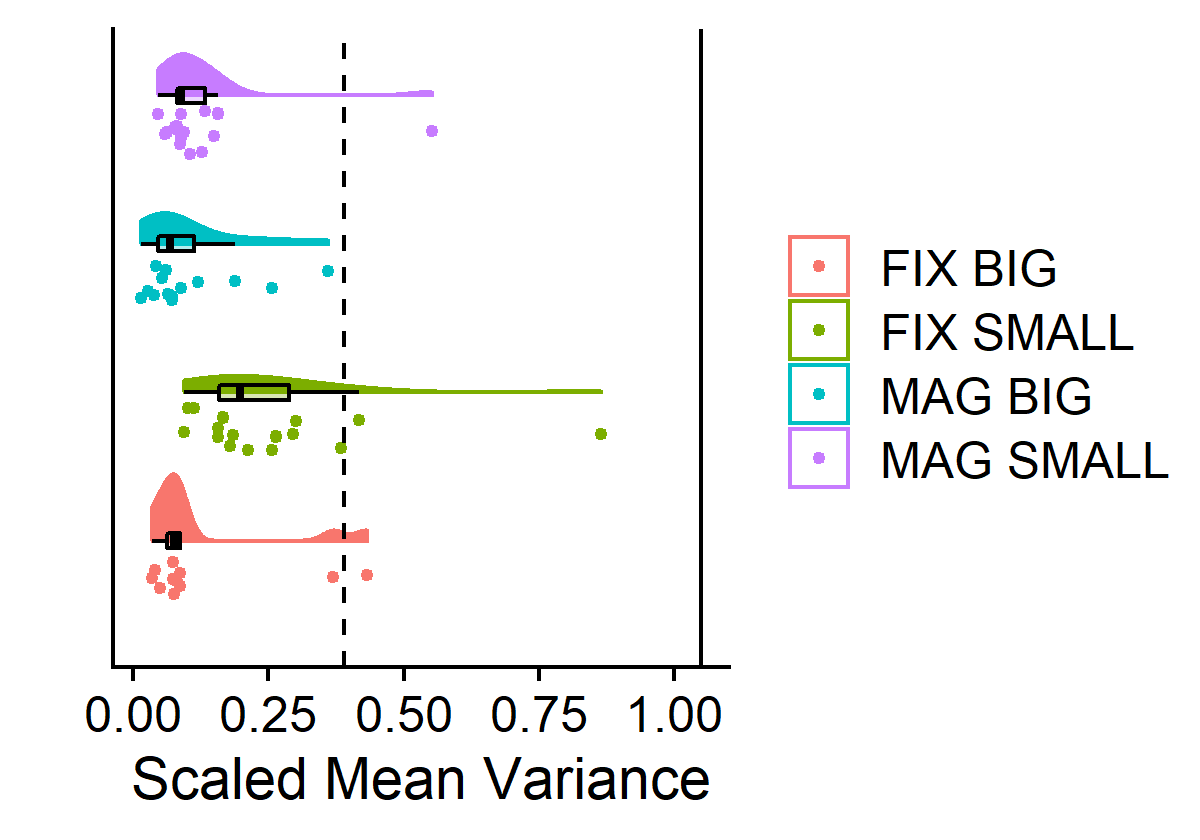 FIX BIG
FIX SMALL
MAG BIG
MAG SMALL
0.00 0.25 0.50 0.75 1.00
Scaled Mean Variance